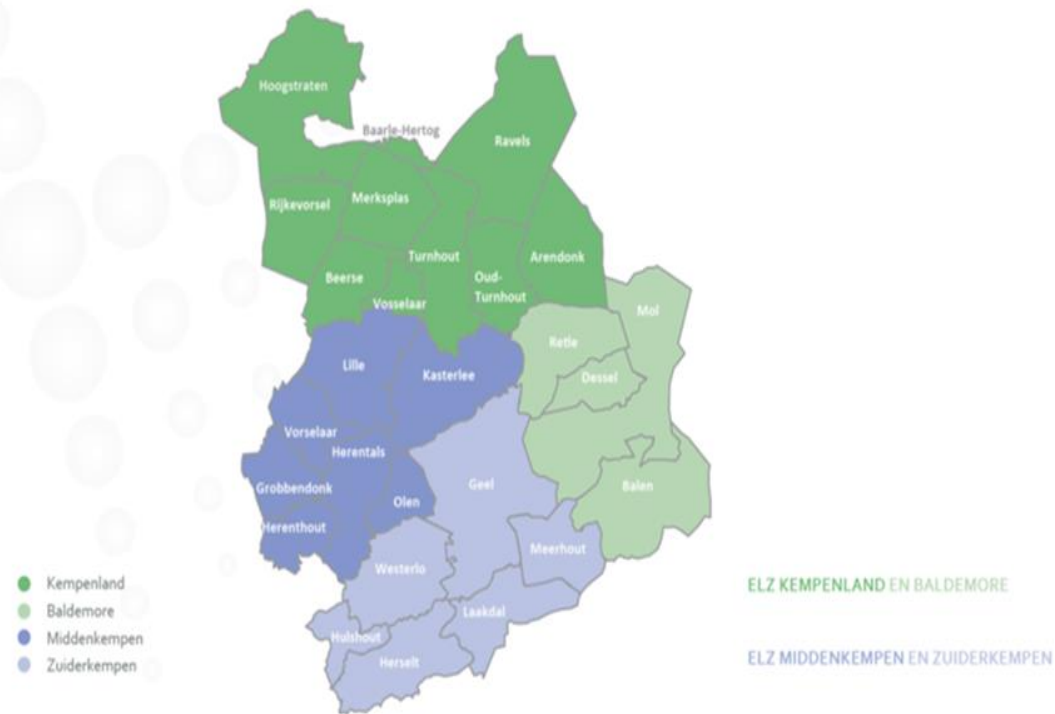 Hoogstraten
Baarle-Hertog
Ravels
Rijkevorsel
Merksplas
Turnhout
Arendonk
Beerse
Oud-
Turnhout
Vosselaar
Mol
Retie
Lille
Kasterlee
Dessel
Vorselaar
Herentals
Geel
Grobbendonk
Olen
Balen
Herenthout
Meerhout
Westerlo
Laakdal
Hulshout
Herselt
Kempenland
Baldemore
Middenkempen
Zuiderkempen
ELZ KEMPENLAND EN BALDEMORE
ELZ MIDDENKEMPEN EN ZUIDERKEMPEN